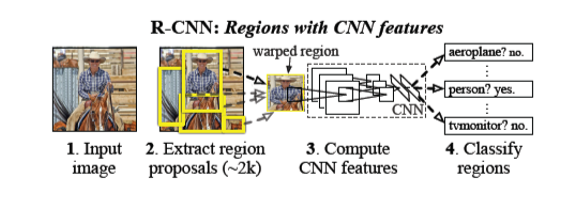 R-CNN: Regions with CNN features
warped region
aeroplane? no.
person? yes.
tvmonitor? no.
CNN
1. Input
image
2. Extract region
proposals (~2k)
3. Compute
CNN features
4. Classify
regions